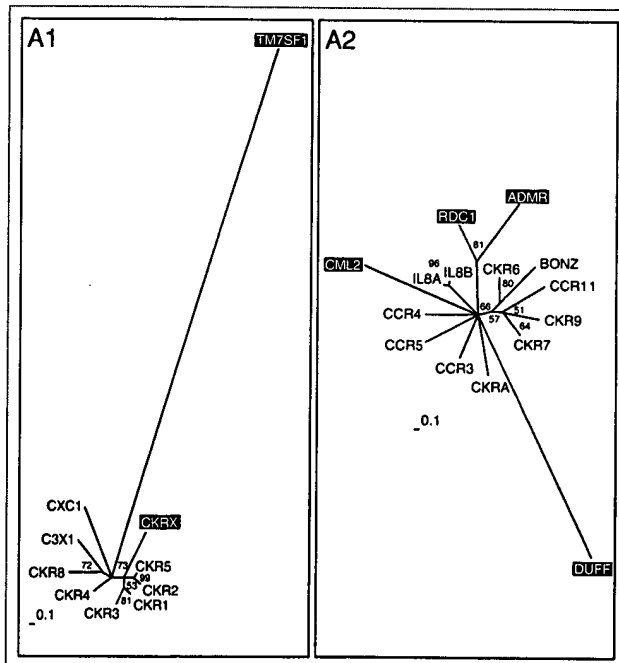 A1
TM7SF1
CXC1
CKRX
C3X1
72
73
CKR8
CKR5
99
CKR4
53
CKR2
CKR3
81
CKR1
0.1
A2
ADMR
RDC1
81
CML2
96
IL8A
IL8B
CKR6
BONZ
80
CCR11
CCR4
66
57
51
CKR9
64
CKR7
CCR5
CCR3
CKRA
0.1
DUFF